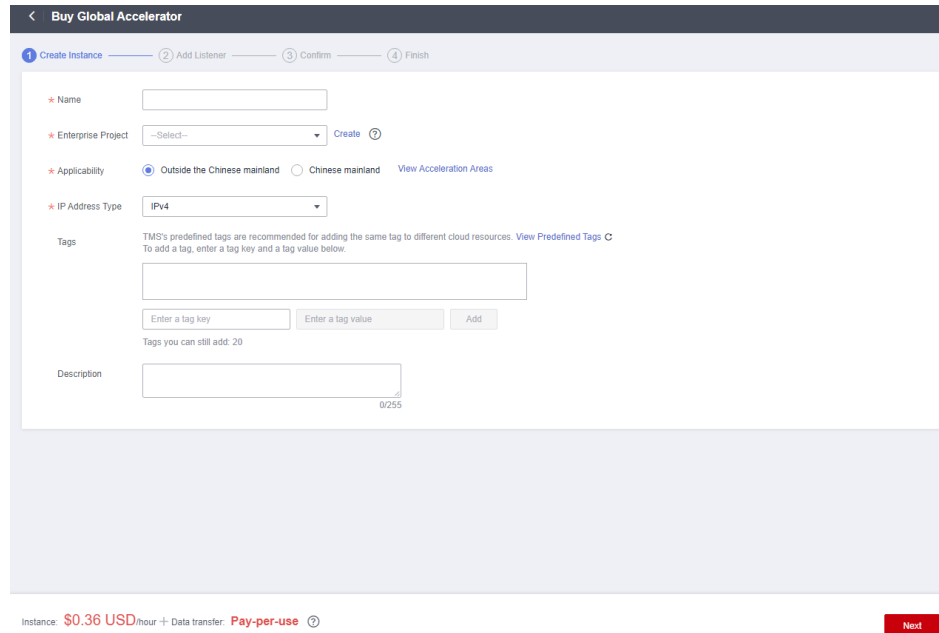 Buy Global Accelerator
1 Create Instance 2 Add Listener 3 Confirm 4 Finish
* Name
* Enterprise Project --Select-- Create ?
* Applicability Outside the Chinese mainland Chinese mainland View Acceleration Areas
* IP Address Type IPv4
Tags TMS's predefined tags are recommended for adding the same tag to different cloud resources. View Predefined Tags
To add a tag, enter a tag key and a tag value below.
Enter a tag key Enter a tag value Add
Tags you can still add: 20
Description
0/255
Instance: $0.36 USD/hour + Data transfer: Pay-per-use ? Next